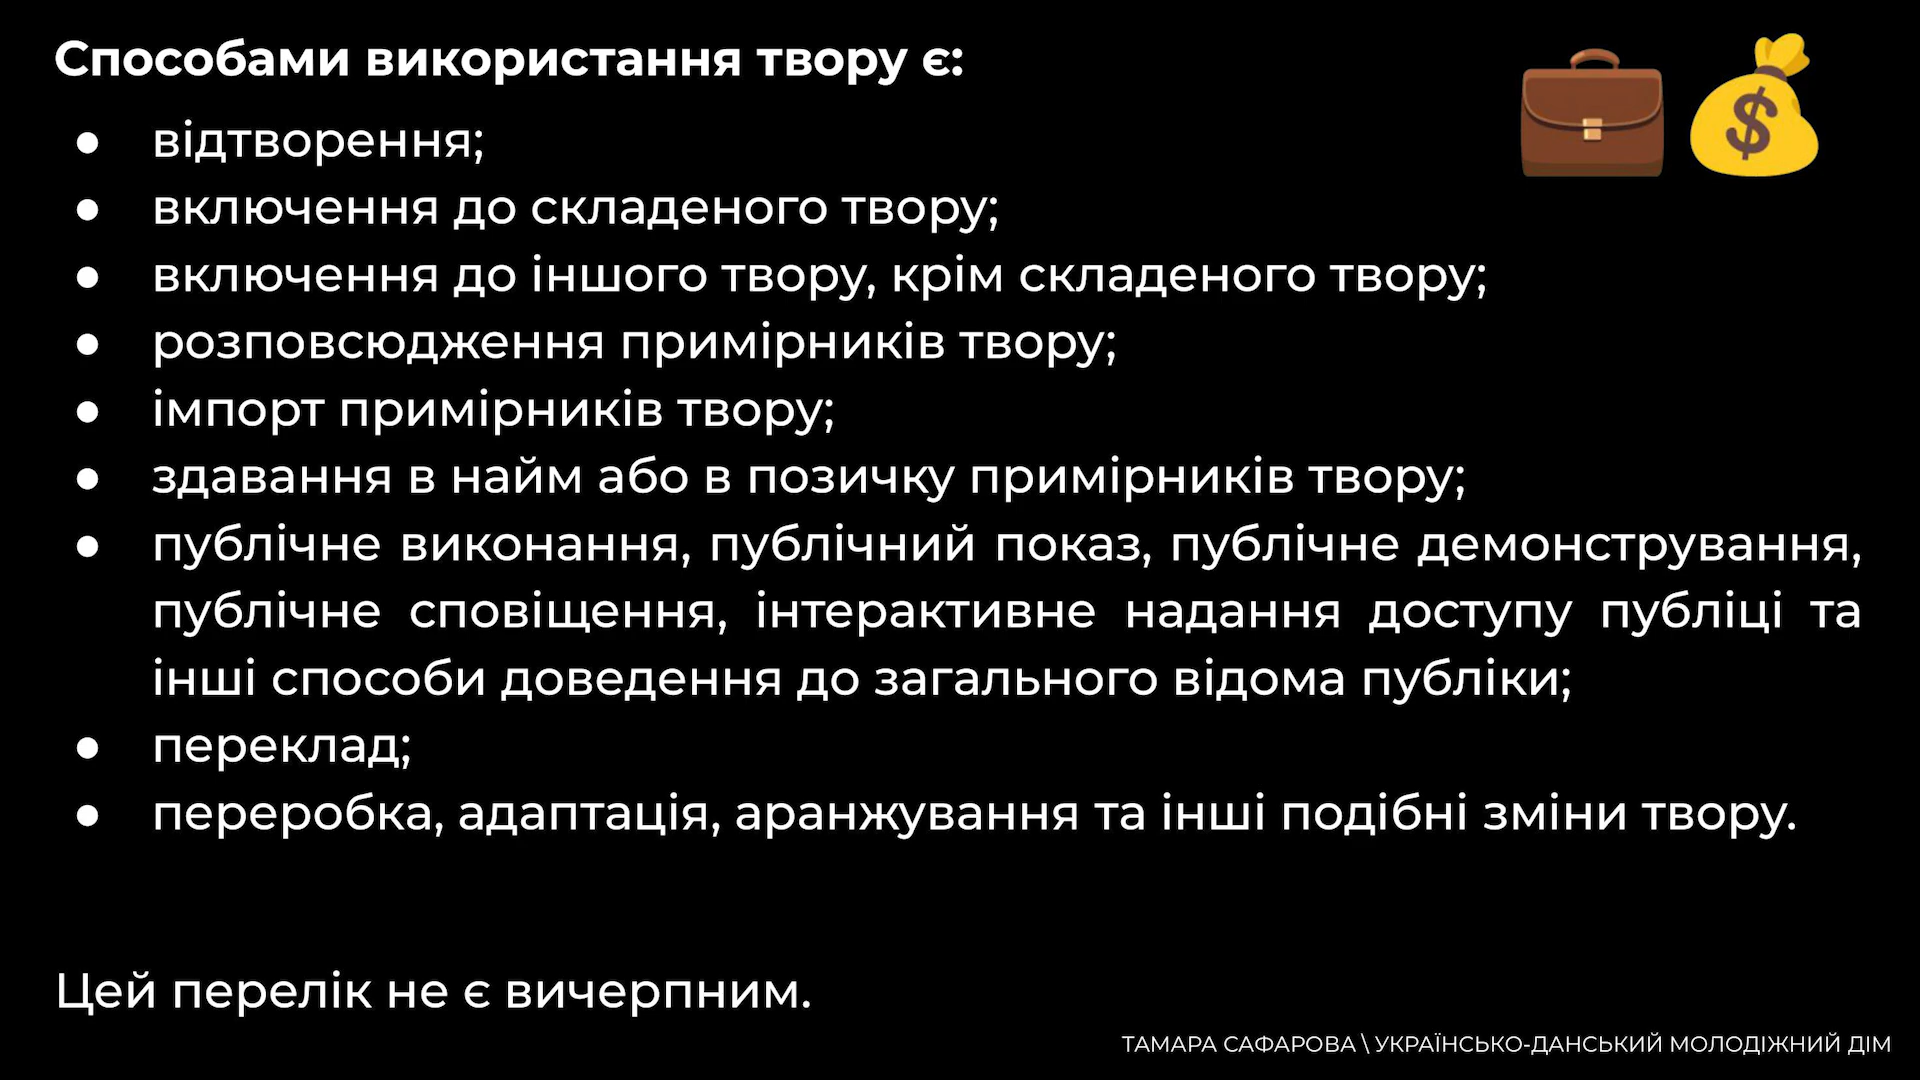 Способами використання твору є:
● відтворення;
● включення до складеного твору;
● включення до іншого твору, крім складеного твору;
● розповсюдження примірників твору;
● імпорт примірників твору;
● здавання в найм або в позичку примірників твору;
● публічне виконання, публічний показ, публічне демонстрування,
публічне сповіщення, інтерактивне надання доступу публіці та
інші способи доведення до загального відома публіки;
● переклад;
● переробка, адаптація, аранжування та інші подібні зміни твору.
Цей перелік не є вичерпним.
ТАМАРА САФАРОВА \ УКРАЇНСЬКО-ДАНСЬКИЙ МОЛОДІЖНИЙ ДІМ